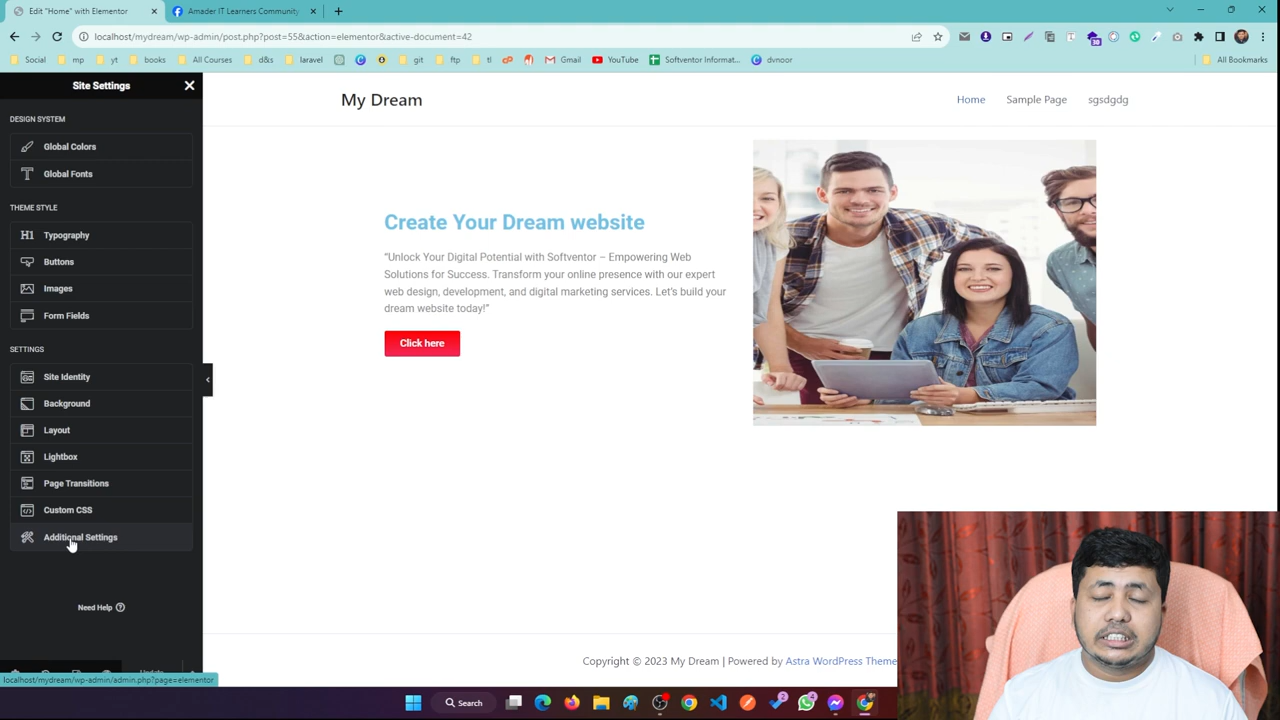 Edit "Home" with Elementor
Amader IT Learners Community
localhost/mydream/wp-admin/post.php?post=55&action=elementor&active-document=42
30
Social
mp
yt
books
All Courses
d&s
laravel
git
ftp
tl
Gmail
YouTube
Softventor Informat...
dvnoor
All Bookmarks
Site Settings
DESIGN SYSTEM
Global Colors
Global Fonts
THEME STYLE
H1 Typography
Buttons
Images
Form Fields
SETTINGS
Site Identity
Background
Layout
Lightbox
Page Transitions
Custom CSS
Additional Settings
Need Help
Update
localhost/mydream/wp-admin/admin.php?page=elementor
My Dream
Home
Sample Page
sgsdgdg
Create Your Dream website
“Unlock Your Digital Potential with Softventor – Empowering Web
Solutions for Success. Transform your online presence with our expert
web design, development, and digital marketing services. Let’s build your
dream website today!”
Click here
Copyright © 2023 My Dream | Powered by Astra WordPress Theme
Search